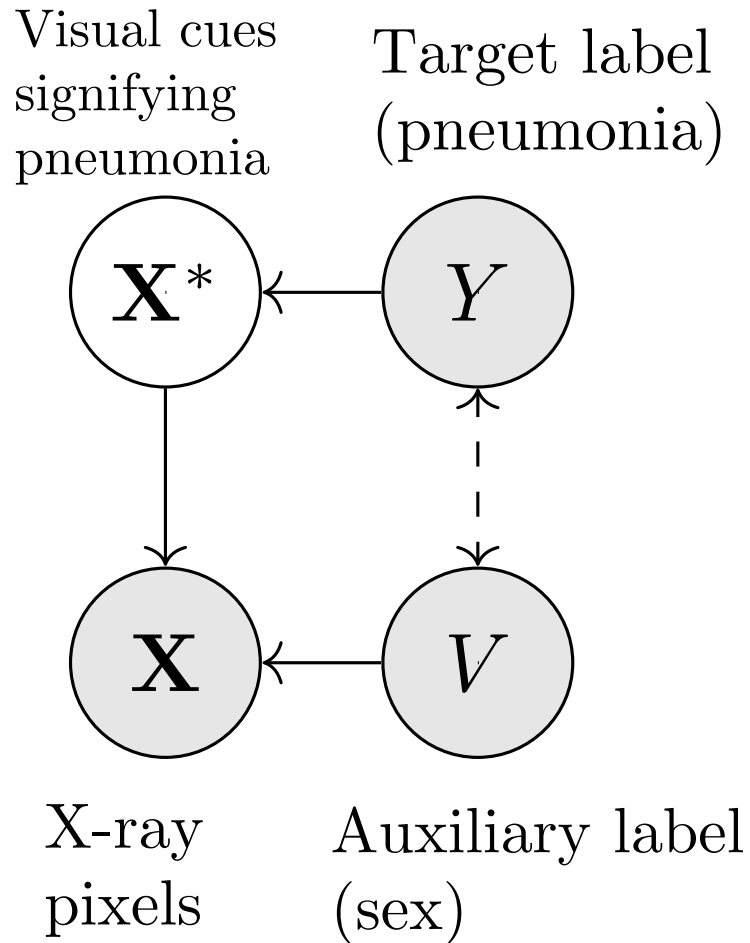 Visual cues
signifying
pneumonia
Target label
(pneumonia)
X*
Y
X
V
X-ray
pixels
Auxiliary label
(sex)